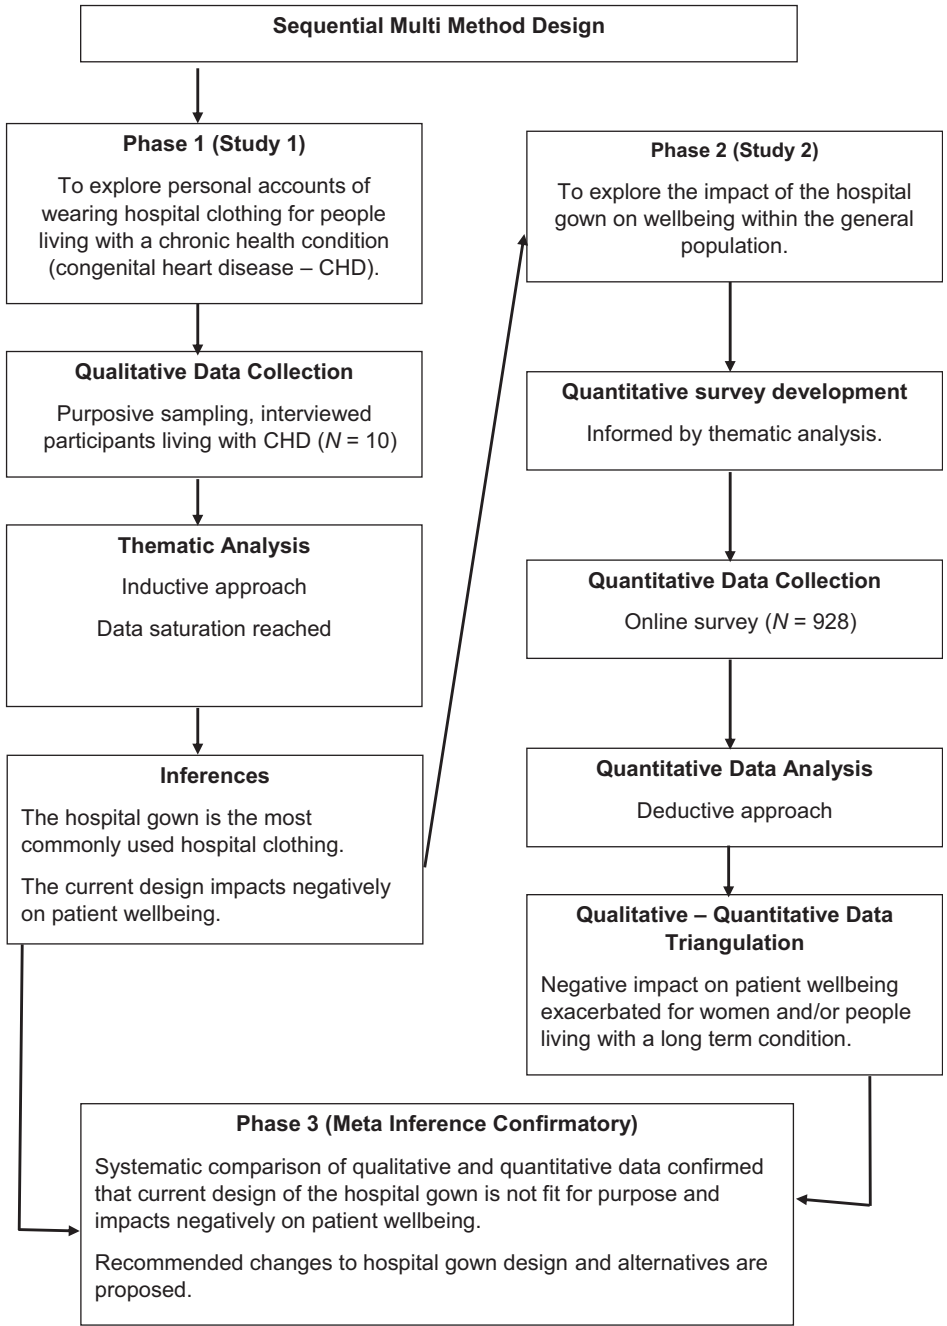 Sequential Multi Method Design
Phase 1 (Study 1)
To explore personal accounts of
wearing hospital clothing for people
living with a chronic health condition
(congenital heart disease – CHD).
Qualitative Data Collection
Purposive sampling, interviewed
participants living with CHD (N = 10)
Thematic Analysis
Inductive approach
Data saturation reached
Inferences
The hospital gown is the most
commonly used hospital clothing.
The current design impacts negatively
on patient wellbeing.
Phase 2 (Study 2)
To explore the impact of the hospital
gown on wellbeing within the general
population.
Quantitative survey development
Informed by thematic analysis.
Quantitative Data Collection
Online survey (N = 928)
Quantitative Data Analysis
Deductive approach
Qualitative – Quantitative Data
Triangulation
Negative impact on patient wellbeing
exacerbated for women and/or people
living with a long term condition.
Phase 3 (Meta Inference Confirmatory)
Systematic comparison of qualitative and quantitative data confirmed
that current design of the hospital gown is not fit for purpose and
impacts negatively on patient wellbeing.
Recommended changes to hospital gown design and alternatives are
proposed.